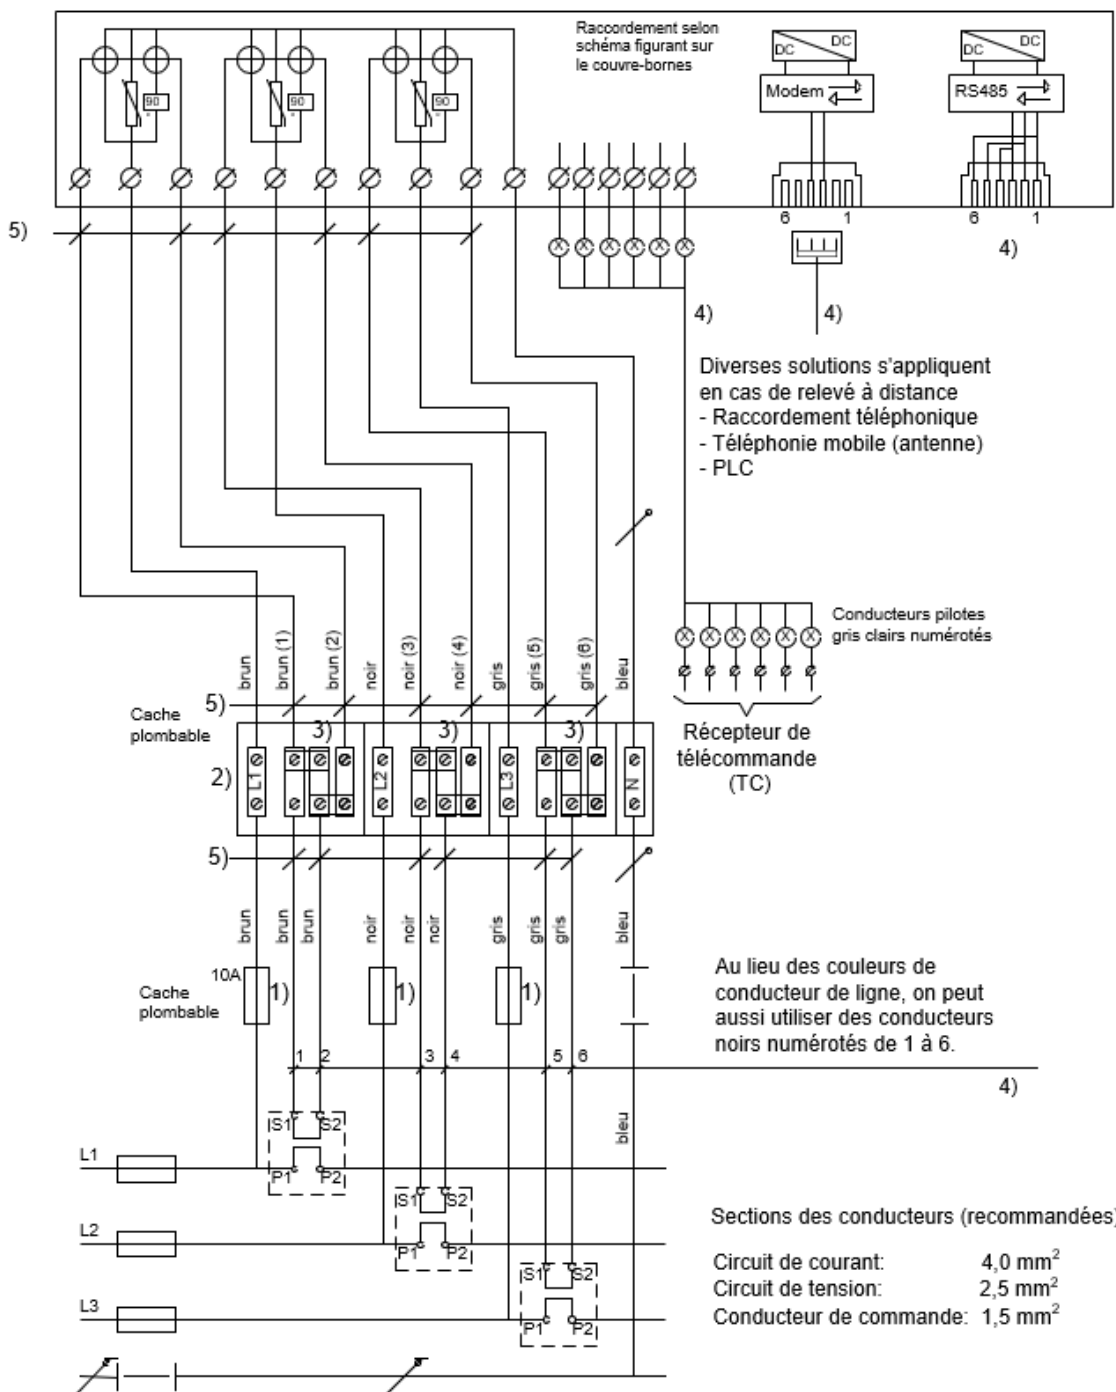 Raccordement selon
schéma figurant sur
le couvre-bornes
DC DC
DC DC
Modem
RS485
90 90 90
6 1
6 1
5)
4)
4)
4)
Diverses solutions s'appliquent
en cas de relevé à distance
- Raccordement téléphonique
- Téléphonie mobile (antenne)
- PLC
Conducteurs pilotes
gris clairs numérotés
brun
brun (1)
brun (2)
noir
noir (3)
noir (4)
gris
gris (5)
gris (6)
bleu
5)
Cache
plombable
Récepteur de
télécommande
(TC)
3) 3) 3)
2)
L1 L2 L3 N
5)
brun brun brun noir noir noir gris gris gris bleu
10A
Cache
plombable
1) 1) 1)
Au lieu des couleurs de
conducteur de ligne, on peut
aussi utiliser des conducteurs
noirs numérotés de 1 à 6.
1 2 3 4 5 6
4)
bleu
S1 S2
L1
P1 P2
S1 S2
L2
P1 P2
S1 S2
L3
P1 P2
Sections des conducteurs (recommandées)
Circuit de courant: 4,0 mm²
Circuit de tension: 2,5 mm²
Conducteur de commande: 1,5 mm²